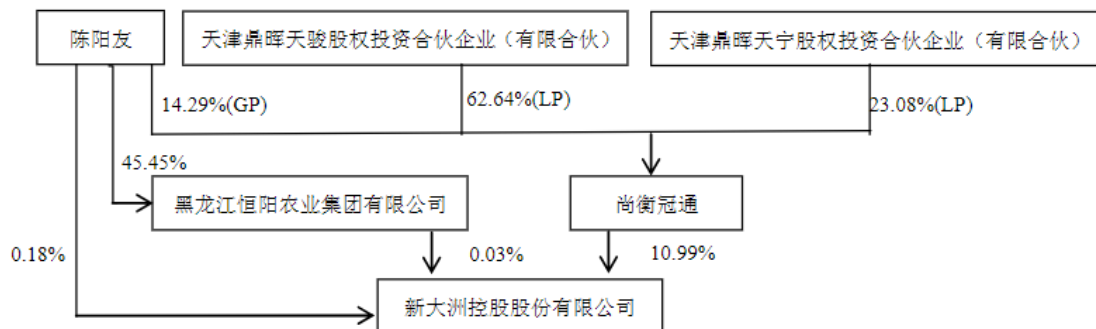 陈阳友
天津鼎晖天骏股权投资合伙企业（有限合伙）
天津鼎晖天宁股权投资合伙企业（有限合伙）
14.29%(GP)
62.64%(LP)
23.08%(LP)
45.45%
黑龙江恒阳农业集团有限公司
尚衡冠通
0.18%
0.03%
10.99%
新大洲控股股份有限公司